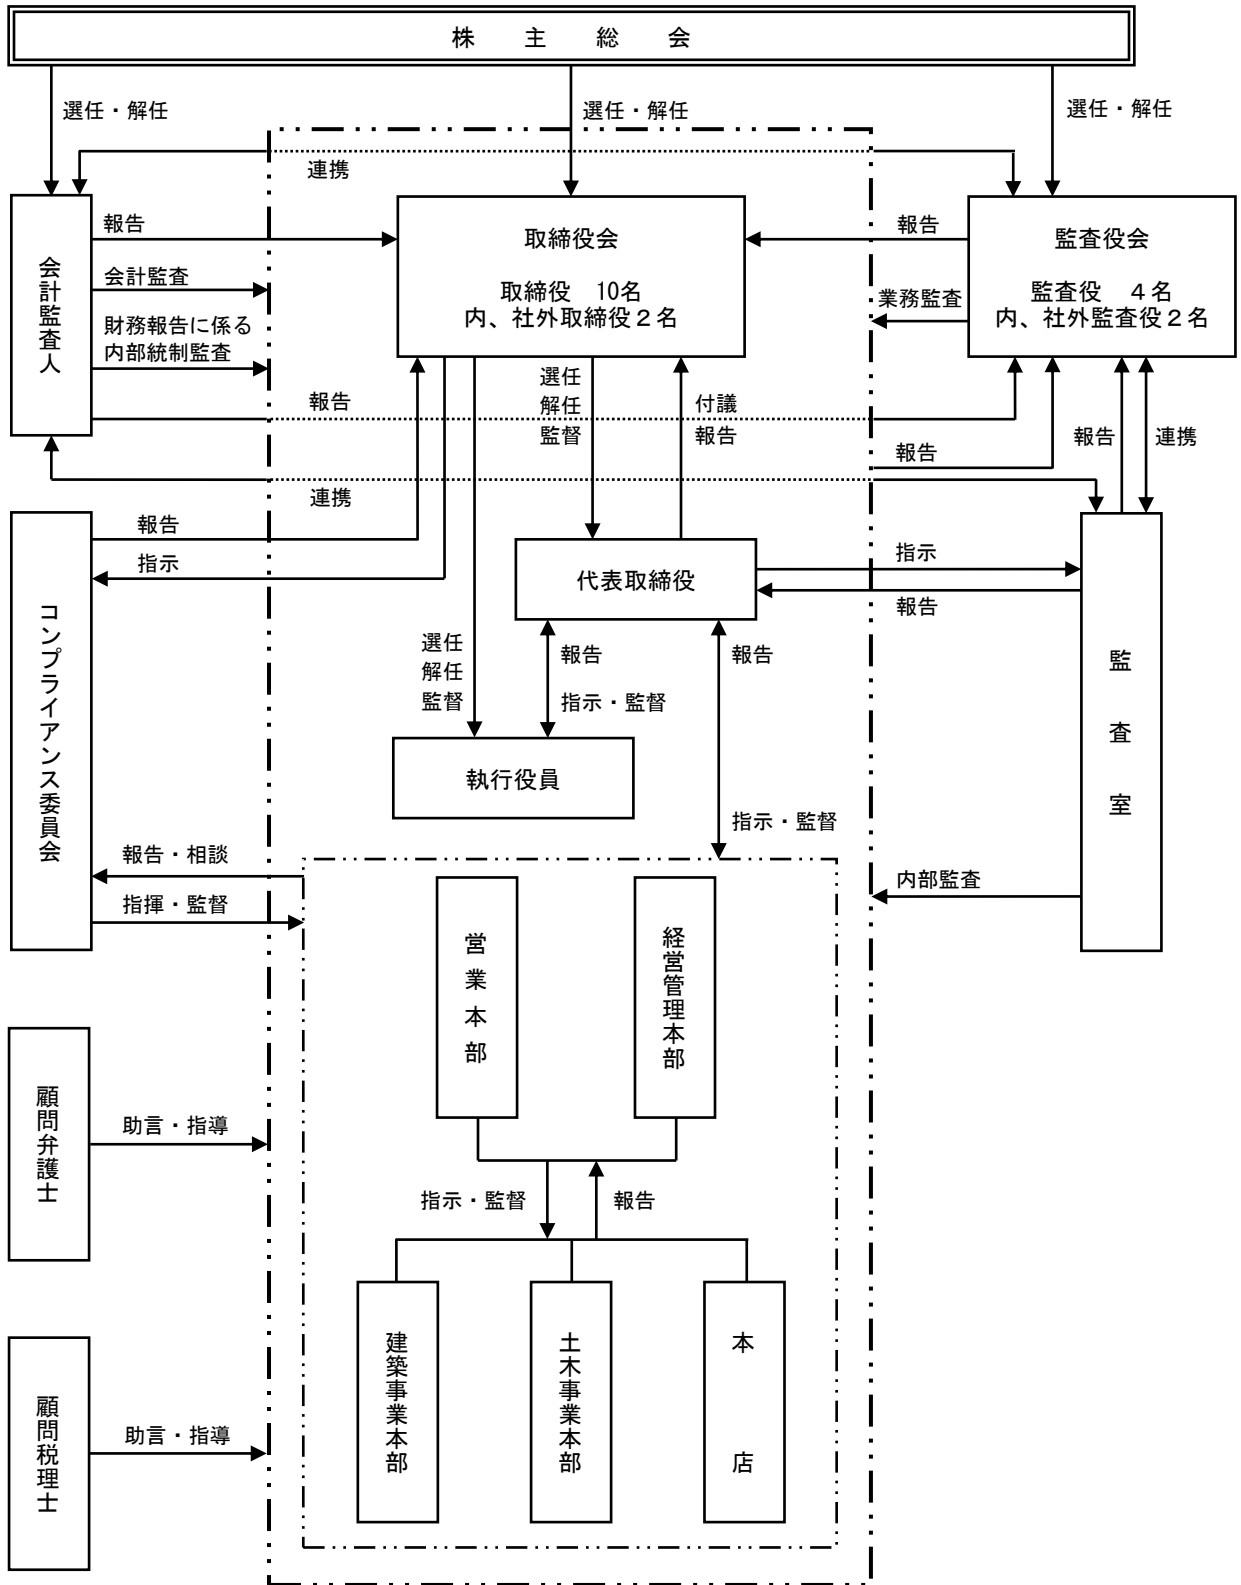 株主総会
選任・解任
選任・解任
選任・解任
連携
会計監査人
報告
会計監査
財務報告に係る
内部統制監査
取締役会
取締役　10名
内、社外取締役２名
報告
業務監査
監査役会
監査役　４名
内、社外監査役２名
報告
選任
解任
監督
付議
報告
報告
報告
連携
連携
コンプライアンス委員会
報告
指示
代表取締役
指示
報告
監査室
選任
解任
監督
報告
指示・監督
報告
指示・監督
執行役員
報告・相談
指揮・監督
内部監査
営業本部
経営管理本部
顧問弁護士
助言・指導
指示・監督
報告
顧問税理士
助言・指導
建築事業本部
土木事業本部
本店